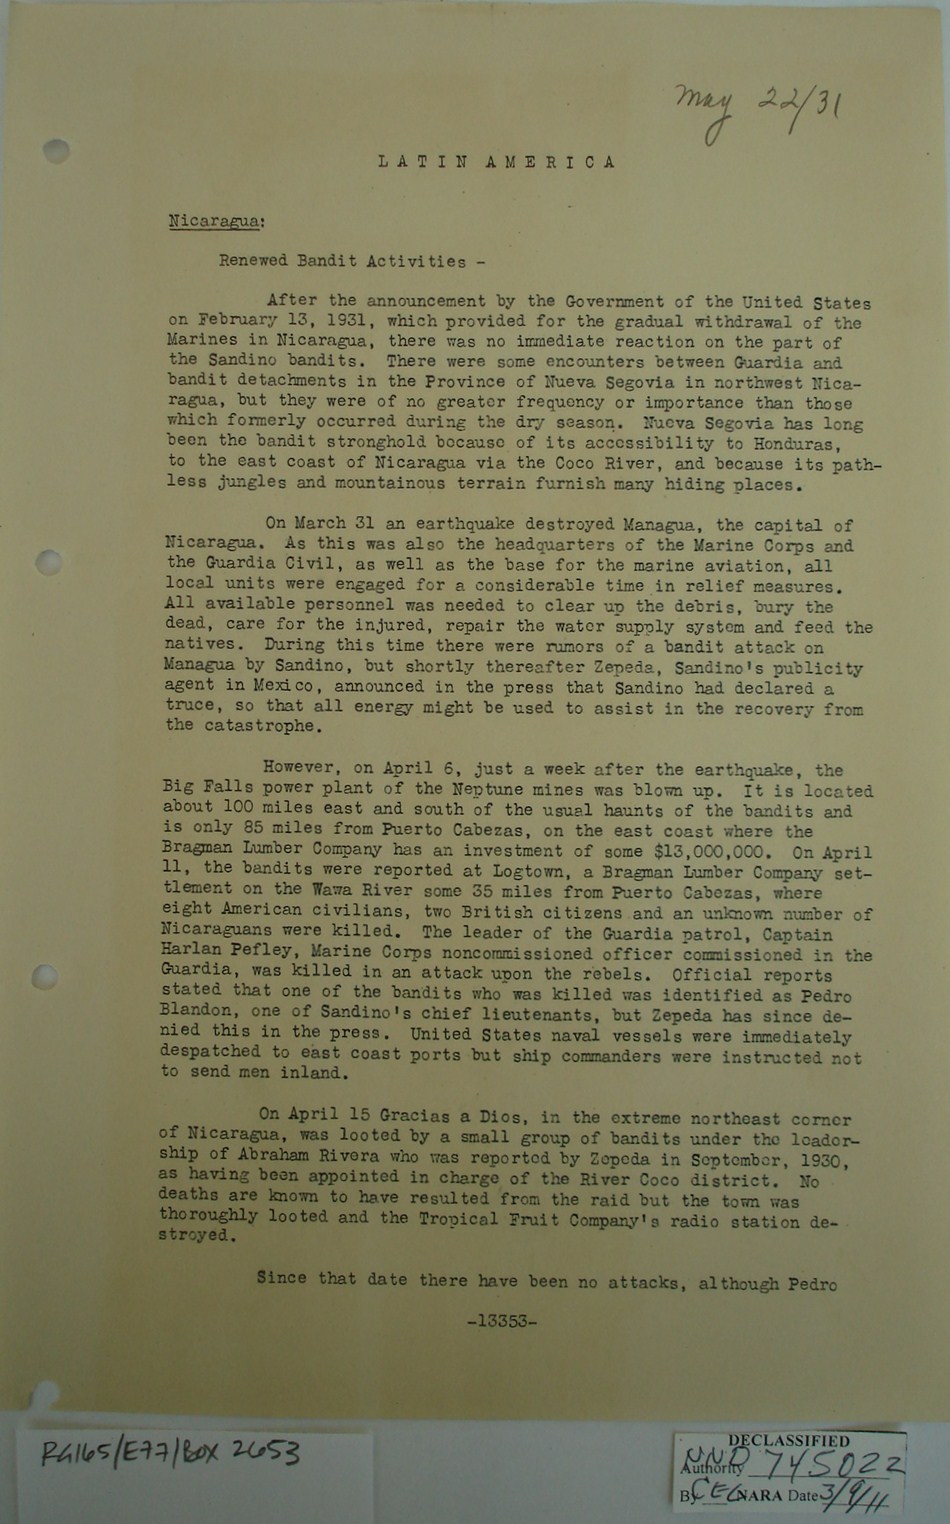 May 22/31
LATIN AMERICA
Nicaragua:
Renewed Bandit Activities -
After the announcement by the Government of the United States
on February 13, 1931, which provided for the gradual withdrawal of the
Marines in Nicaragua, there was no immediate reaction on the part of
the Sandino bandits. There were some encounters between Guardia and
bandit detachments in the Province of Nueva Segovia in northwest Nica-
ragua, but they were of no greater frequency or importance than those
which formerly occurred during the dry season. Nueva Segovia has long
been the bandit stronghold because of its accessibility to Honduras,
to the east coast of Nicaragua via the Coco River, and because its path-
less jungles and mountainous terrain furnish many hiding places.
On March 31 an earthquake destroyed Managua, the capital of
Nicaragua. As this was also the headquarters of the Marine Corps and
the Guardia Civil, as well as the base for the marine aviation, all
local units were engaged for a considerable time in relief measures.
All available personnel was needed to clear up the debris, bury the
dead, care for the injured, repair the water supply system and feed the
natives. During this time there were rumors of a bandit attack on
Managua by Sandino, but shortly thereafter Zepeda, Sandino's publicity
agent in Mexico, announced in the press that Sandino had declared a
truce, so that all energy might be used to assist in the recovery from
the catastrophe.
However, on April 6, just a week after the earthquake, the
Big Falls power plant of the Neptune mines was blown up. It is located
about 100 miles east and south of the usual haunts of the bandits and
is only 85 miles from Puerto Cabezas, on the east coast where the
Bragman Lumber Company has an investment of some $13,000,000. On April
11, the bandits were reported at Logtown, a Bragman Lumber Company set-
tlement on the Wawa River some 35 miles from Puerto Cabezas, where
eight American civilians, two British citizens and an unknown number of
Nicaraguans were killed. The leader of the Guardia patrol, Captain
Harlan Pefley, Marine Corps noncommissioned officer commissioned in the
Guardia, was killed in an attack upon the rebels. Official reports
stated that one of the bandits who was killed was identified as Pedro
Blandon, one of Sandino's chief lieutenants, but Zepeda has since de-
nied this in the press. United States naval vessels were immediately
despatched to east coast ports but ship commanders were instructed not
to send men inland.
On April 15 Gracias a Dios, in the extreme northeast corner
of Nicaragua, was looted by a small group of bandits under the leader-
ship of Abraham Rivera who was reported by Zepeda in September, 1930,
as having been appointed in charge of the River Coco district. No
deaths are known to have resulted from the raid but the town was
thoroughly looted and the Tropical Fruit Company's radio station de-
stroyed.
Since that date there have been no attacks, although Pedro
-13353-
RG165/E77/Box 2653
DECLASSIFIED
Authority NND 745022
By CEG NARA Date 3/9/11